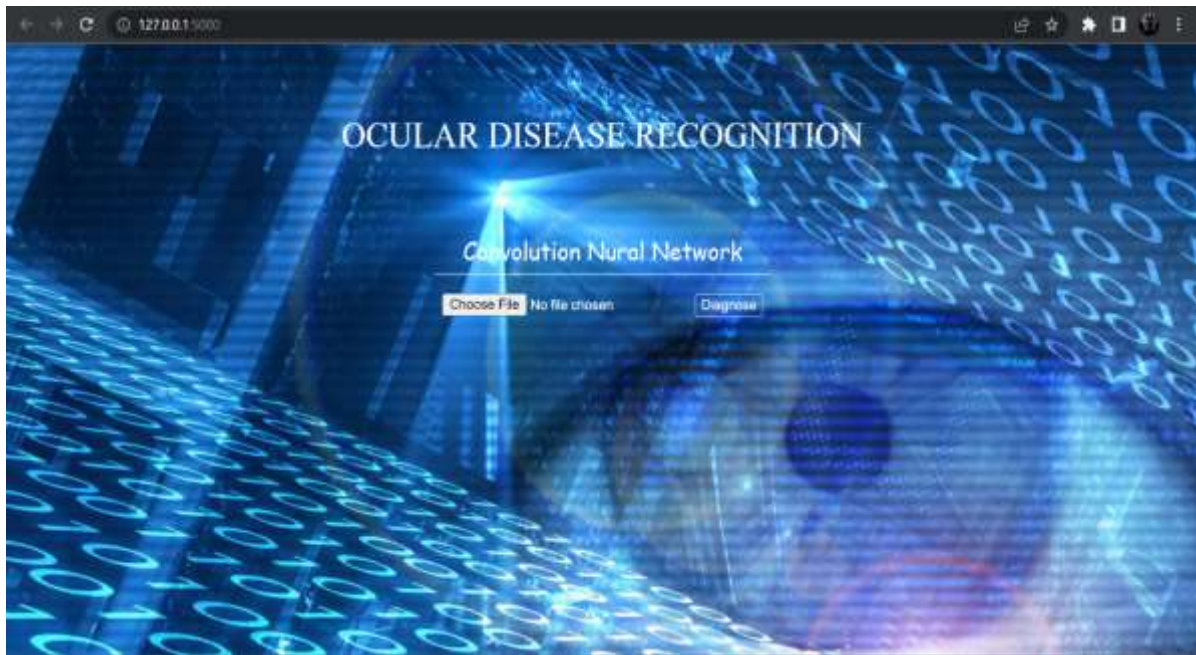 127.0.0.1:5000
OCULAR DISEASE RECOGNITION
Convolution Nural Network
Choose File No file chosen Diagnose